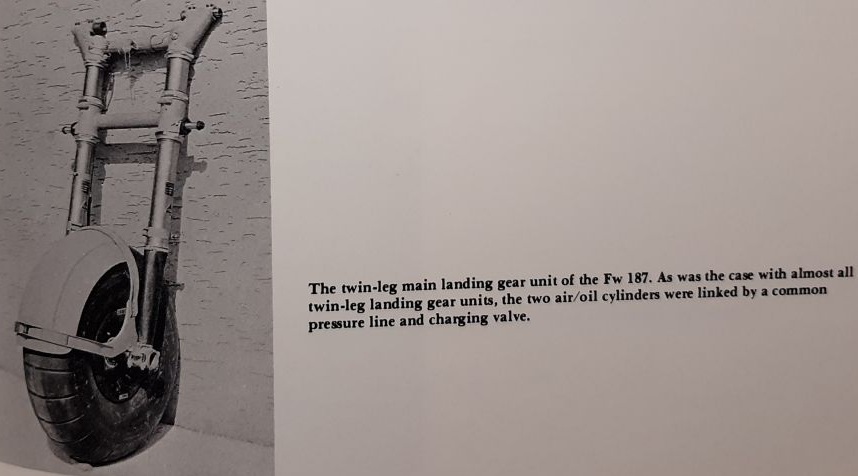 The twin-leg main landing gear unit of the Fw 187. As was the case with almost all
twin-leg landing gear units, the two air/oil cylinders were linked by a common
pressure line and charging valve.